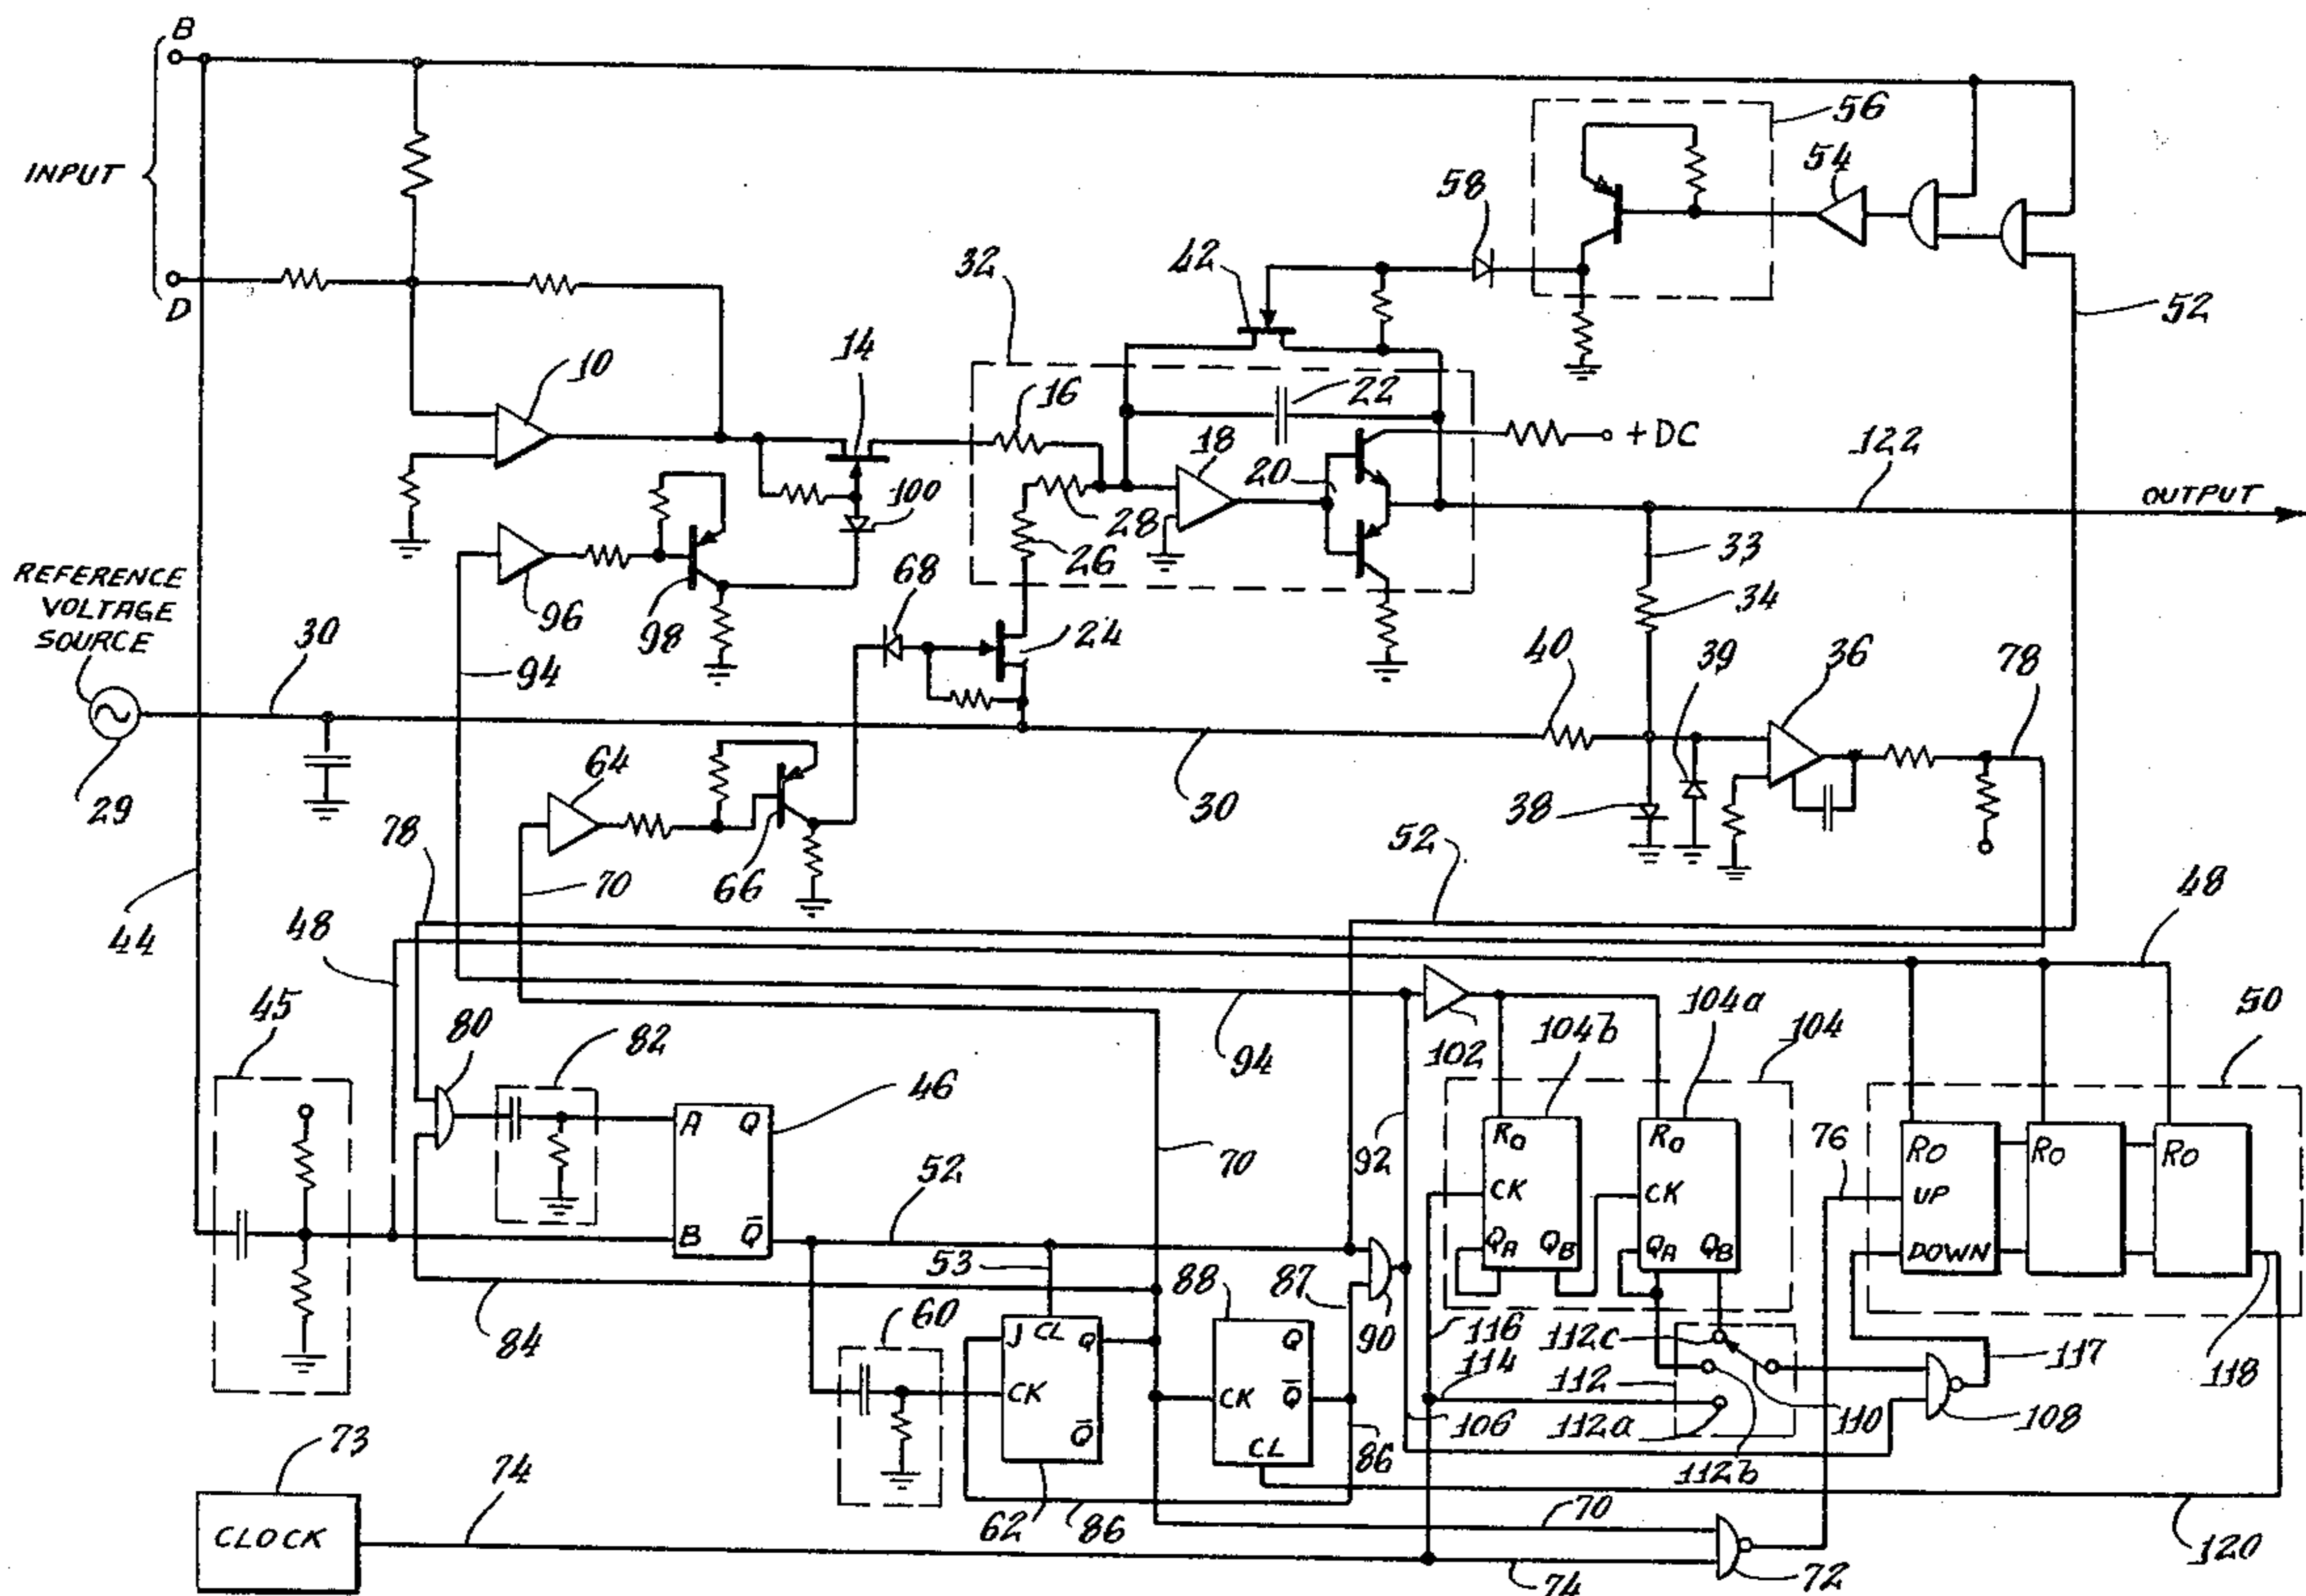 B
56
INPUT
54
58
42
32
D
52
14
10
22
16
+DC
18
122
20
OUTPUT
100
28
33
26
REFERENCE
VOLTAGE
SOURCE
96
98
68
34
24
30
40
39
36
78
94
29
64
30
38
78
66
70
52
48
44
48
45
80
82
94
102
104b
104a
104
50
46
A Q
B Q̅
70
92
Ro
CK
QA QB
Ro
CK
QA QB
76
Ro
UP
DOWN
Ro
Ro
52
53
87
88
84
60
J CL Q
CK
Q̅
Q
CK Q̅
CL
90
116
114
112c
112
112a
112b
110
117
118
108
106
86
73
74
62
86
70
120
CLOCK
74
72